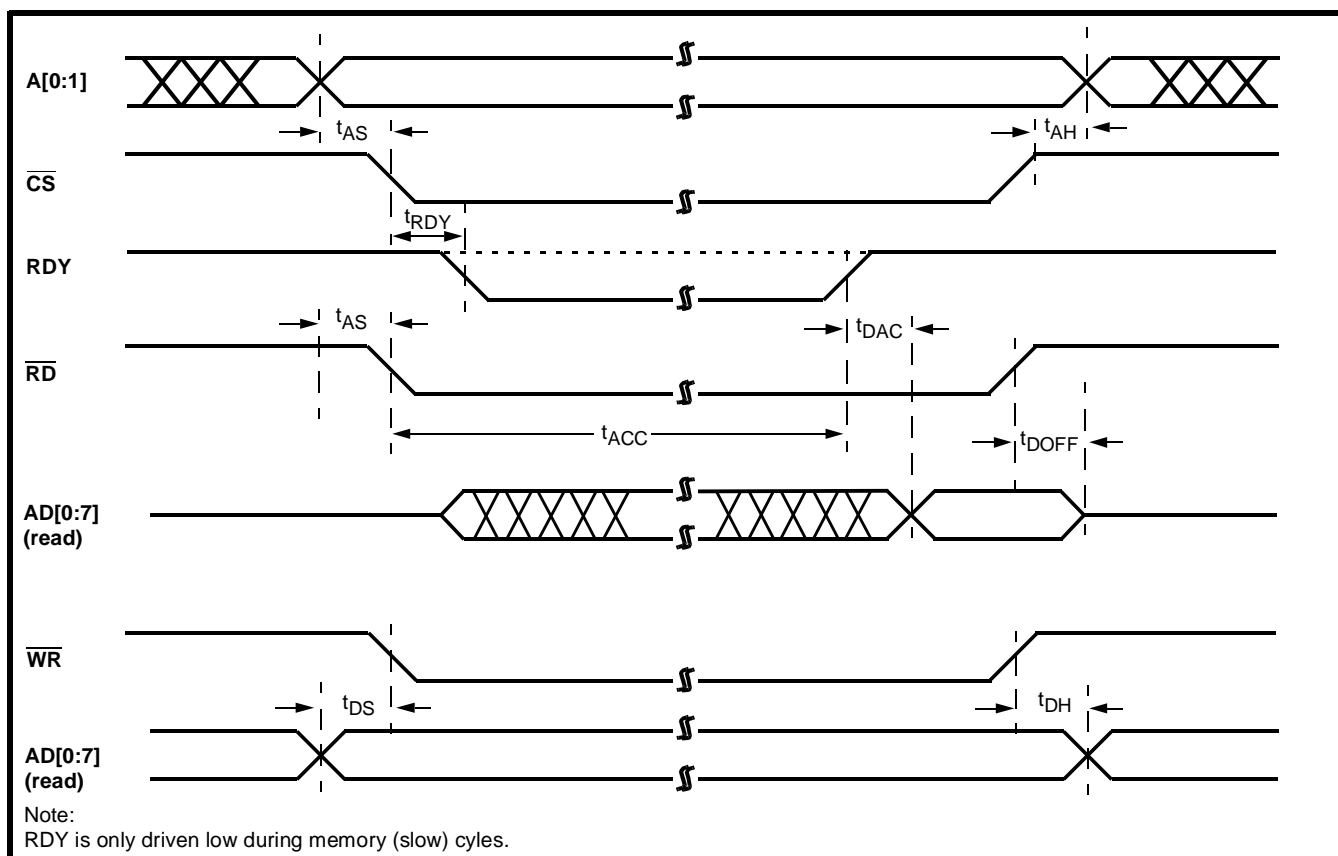 A[0:1]
tAS
tAH
CS
tRDY
RDY
tAS
tDAC
RD
tACC
tDOFF
AD[0:7]
(read)
WR
tDS
tDH
AD[0:7]
(read)
Note:
RDY is only driven low during memory (slow) cyles.